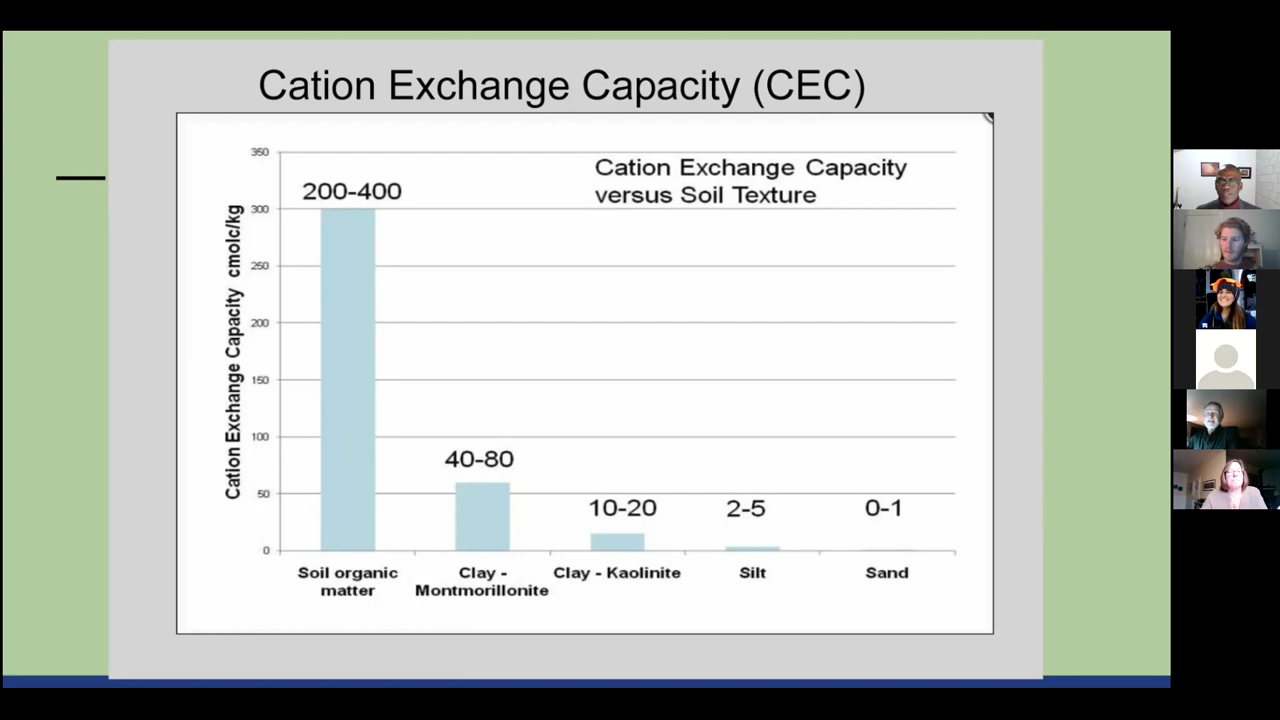 Cation Exchange Capacity (CEC)
Cation Exchange Capacity
versus Soil Texture
Cation Exchange Capacity cmolc/kg
350
300
250
200
150
100
50
0
200-400
40-80
10-20
2-5
0-1
Soil organic
matter
Clay -
Montmorillonite
Clay - Kaolinite
Silt
Sand